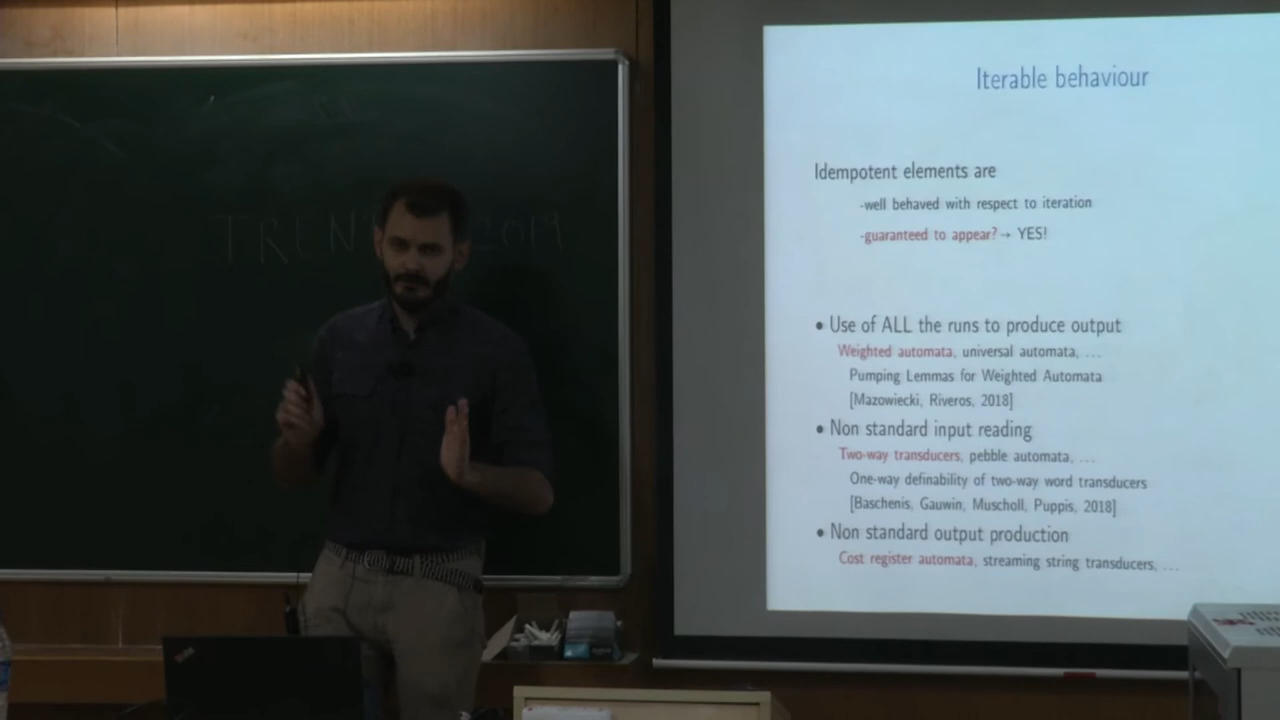 Iterable behaviour
Idempotent elements are
-well behaved with respect to iteration
-guaranteed to appear? → YES!
• Use of ALL the runs to produce output
Weighted automata, universal automata, ...
Pumping Lemmas for Weighted Automata
[Mazowiecki, Riveros, 2018]
• Non standard input reading
Two-way transducers, pebble automata, ...
One-way definability of two-way word transducers
[Baschenis, Gauwin, Muscholl, Puppis, 2018]
• Non standard output production
Cost register automata, streaming string transducers, ...